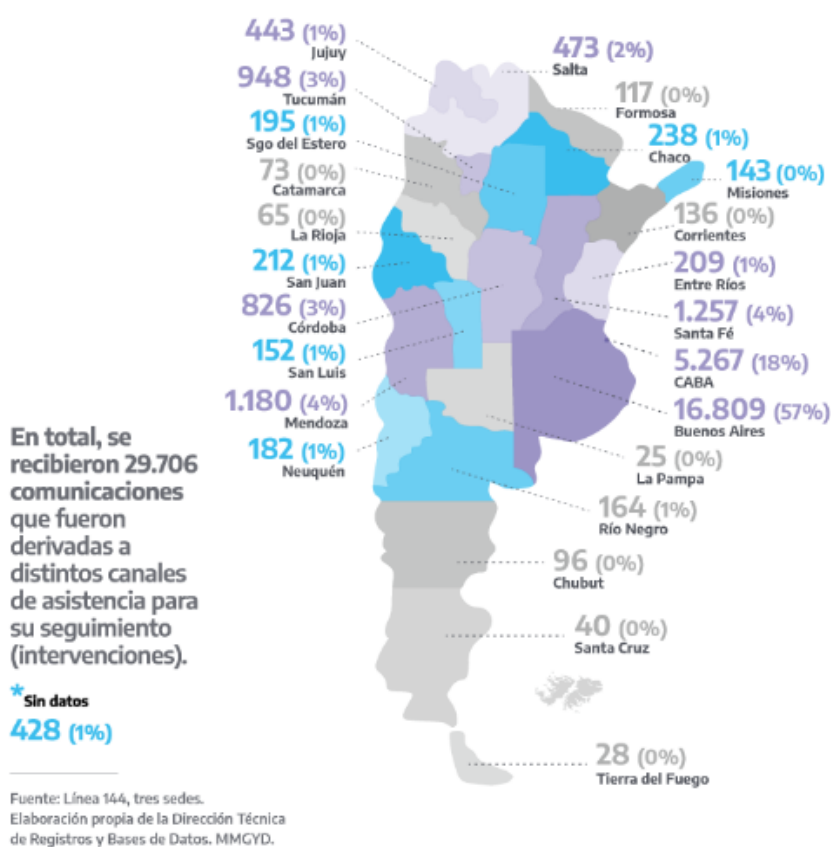 443 (1%)
Jujuy
948 (3%)
Tucumán
195 (1%)
Sgo del Estero
73 (0%)
Catamarca
65 (0%)
La Rioja
212 (1%)
San Juan
826 (3%)
Córdoba
152 (1%)
San Luis
1.180 (4%)
Mendoza
182 (1%)
Neuquén
473 (2%)
Salta
117 (0%)
Formosa
238 (1%)
Chaco
143 (0%)
Misiones
136 (0%)
Corrientes
209 (1%)
Entre Ríos
1.257 (4%)
Santa Fé
5.267 (18%)
CABA
16.809 (57%)
Buenos Aires
25 (0%)
La Pampa
164 (1%)
Río Negro
96 (0%)
Chubut
40 (0%)
Santa Cruz
28 (0%)
Tierra del Fuego
En total, se
recibieron 29.706
comunicaciones
que fueron
derivadas a
distintos canales
de asistencia para
su seguimiento
(intervenciones).
*Sin datos
428 (1%)
Fuente: Línea 144, tres sedes.
Elaboración propia de la Dirección Técnica
de Registros y Bases de Datos. MMGYD.